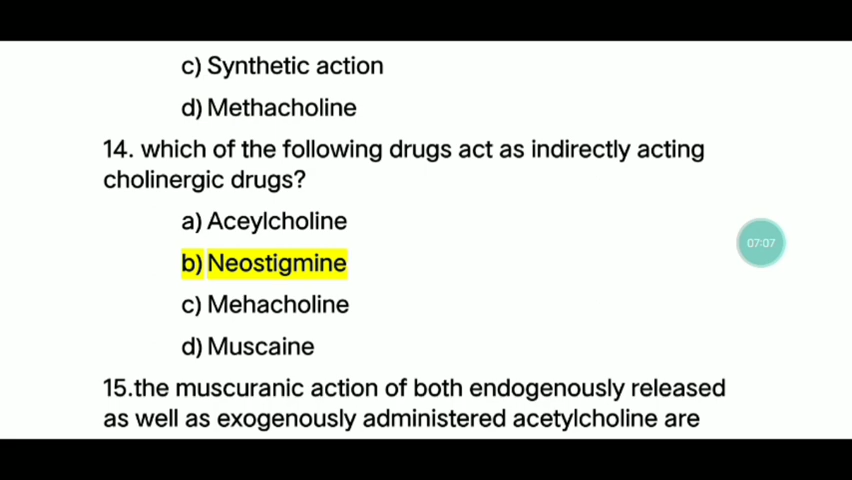 c) Synthetic action
d) Methacholine
14. which of the following drugs act as indirectly acting
cholinergic drugs?
a) Aceylcholine
b) Neostigmine
07:07
c) Mehacholine
d) Muscaine
15.the muscuranic action of both endogenously released
as well as exogenously administered acetylcholine are